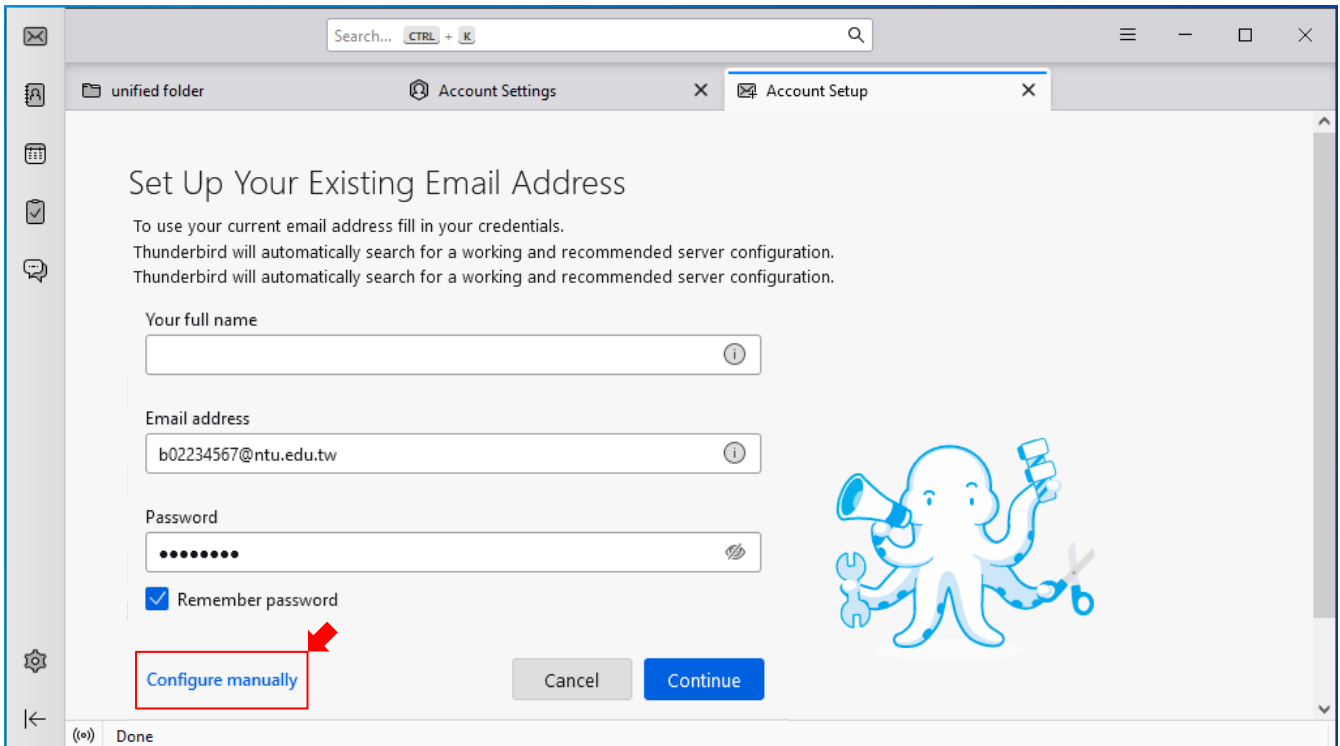 Search... CTRL + K
unified folder
Account Settings
Account Setup
Set Up Your Existing Email Address
To use your current email address fill in your credentials.
Thunderbird will automatically search for a working and recommended server configuration.
Thunderbird will automatically search for a working and recommended server configuration.
Your full name
Email address
b02234567@ntu.edu.tw
Password
••••••••
Remember password
Configure manually
Cancel
Continue
Done